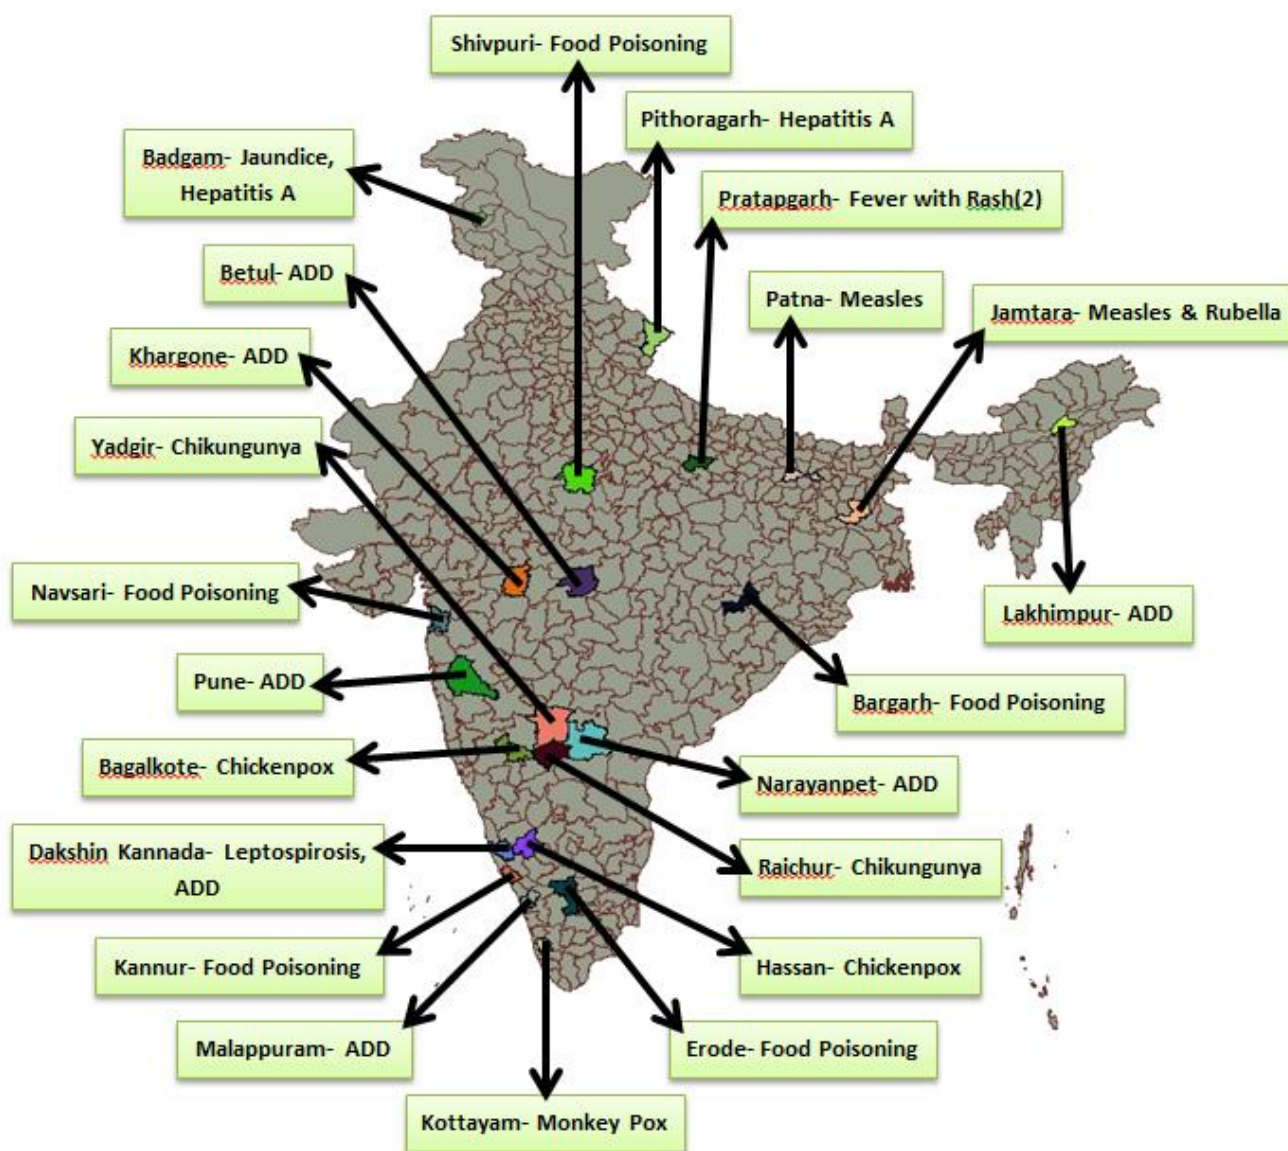 Shivpuri- Food Poisoning
Pithoragarh- Hepatitis A
Badgam- Jaundice,
Hepatitis A
Pratapgarh- Fever with Rash(2)
Betul- ADD
Patna- Measles
Jamtara- Measles & Rubella
Khargone- ADD
Yadgir- Chikungunya
Navsari- Food Poisoning
Lakhimpur- ADD
Pune- ADD
Bargarh- Food Poisoning
Bagalkote- Chickenpox
Narayanpet- ADD
Dakshin Kannada- Leptospirosis,
ADD
Raichur- Chikungunya
Kannur- Food Poisoning
Hassan- Chickenpox
Malappuram- ADD
Erode- Food Poisoning
Kottayam- Monkey Pox